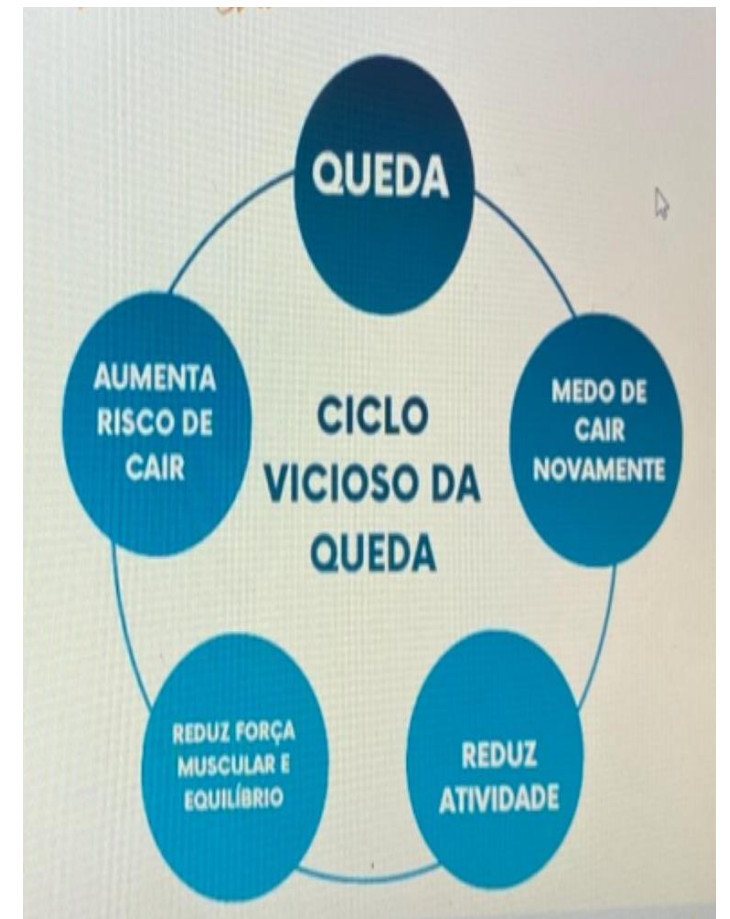 QUEDA
MEDO DE
CAIR
NOVAMENTE
REDUZ
ATIVIDADE
REDUZ FORÇA
MUSCULAR E
EQUILÍBRIO
AUMENTA
RISCO DE
CAIR
CICLO
VICIOSO DA
QUEDA